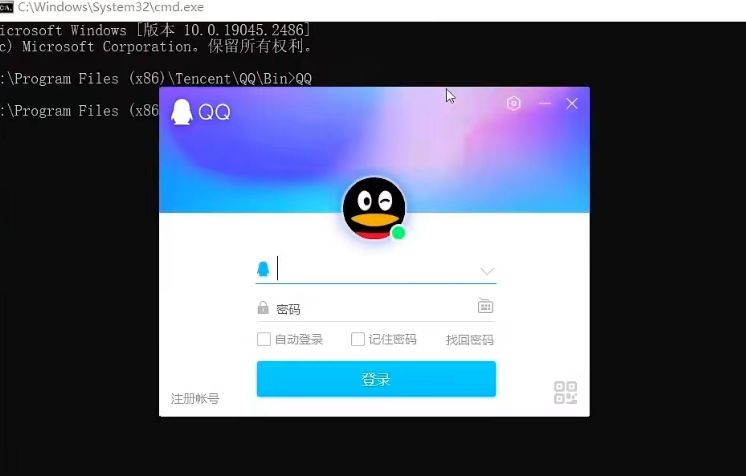 C:\Windows\System32\cmd.exe
icrosoft Windows [版本 10.0.19045.2486]
c) Microsoft Corporation。保留所有权利。
:\Program Files (x86)\Tencent\QQ\Bin>QQ
:\Program Files (x86
QQ
密码
自动登录 记住密码 找回密码
登录
注册帐号